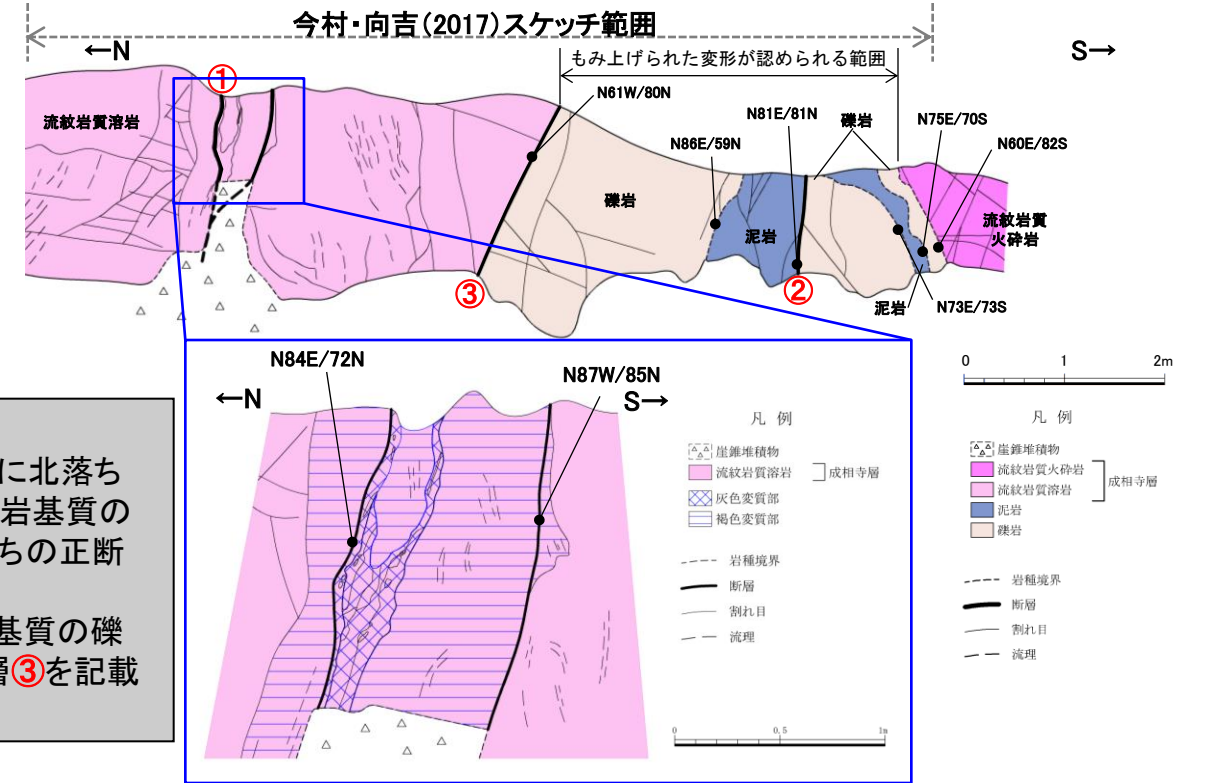 今村・向吉(2017)スケッチ範囲
←N
S→
もみ上げられた変形が認められる範囲
①
N61W/80N
流紋岩質溶岩
N81E/81N
礫岩
N75E/70S
N86E/59N
N60E/82S
礫岩
泥岩
流紋岩質
火砕岩
③
②
泥岩
N73E/73S
N84E/72N
N87W/85N
←N
S→
凡 例
崖錐堆積物
流紋岩質溶岩
成相寺層
灰色変質部
褐色変質部
岩種境界
断層
割れ目
流理
0
0.5
1m
0
1
2m
凡 例
崖錐堆積物
流紋岩質火砕岩
流紋岩質溶岩
成相寺層
泥岩
礫岩
岩種境界
断層
割れ目
流理
に北落ち
岩基質の
ちの正断
基質の礫
層③を記載